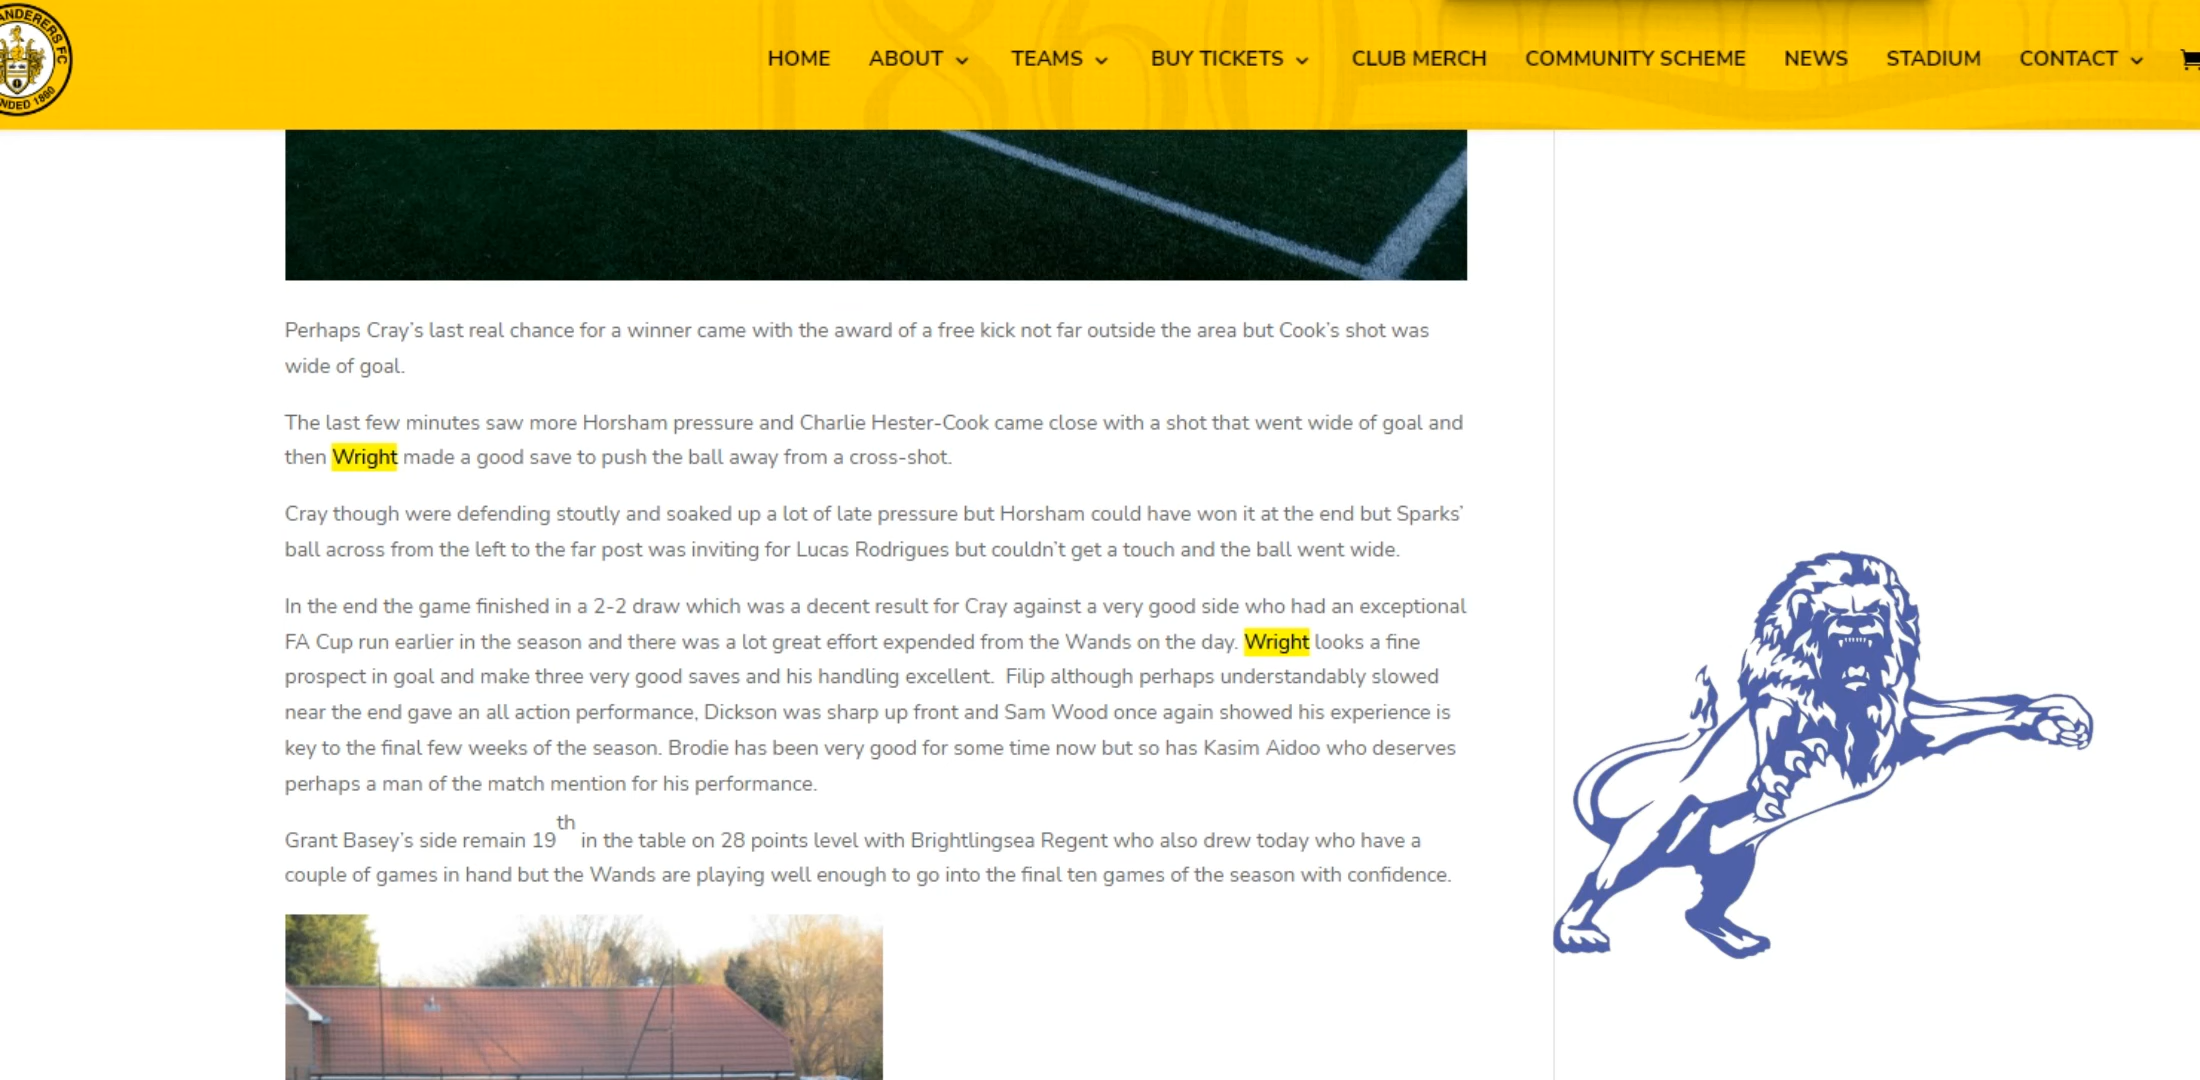 ANDERERS FC
NDED 1860
1860
HOME ABOUT TEAMS BUY TICKETS CLUB MERCH COMMUNITY SCHEME NEWS STADIUM CONTACT
Perhaps Cray’s last real chance for a winner came with the award of a free kick not far outside the area but Cook’s shot was
wide of goal.
The last few minutes saw more Horsham pressure and Charlie Hester-Cook came close with a shot that went wide of goal and
then Wright made a good save to push the ball away from a cross-shot.
Cray though were defending stoutly and soaked up a lot of late pressure but Horsham could have won it at the end but Sparks’
ball across from the left to the far post was inviting for Lucas Rodrigues but couldn’t get a touch and the ball went wide.
In the end the game finished in a 2-2 draw which was a decent result for Cray against a very good side who had an exceptional
FA Cup run earlier in the season and there was a lot great effort expended from the Wands on the day. Wright looks a fine
prospect in goal and make three very good saves and his handling excellent.  Filip although perhaps understandably slowed
near the end gave an all action performance, Dickson was sharp up front and Sam Wood once again showed his experience is
key to the final few weeks of the season. Brodie has been very good for some time now but so has Kasim Aidoo who deserves
perhaps a man of the match mention for his performance.
Grant Basey’s side remain 19th in the table on 28 points level with Brightlingsea Regent who also drew today who have a
couple of games in hand but the Wands are playing well enough to go into the final ten games of the season with confidence.